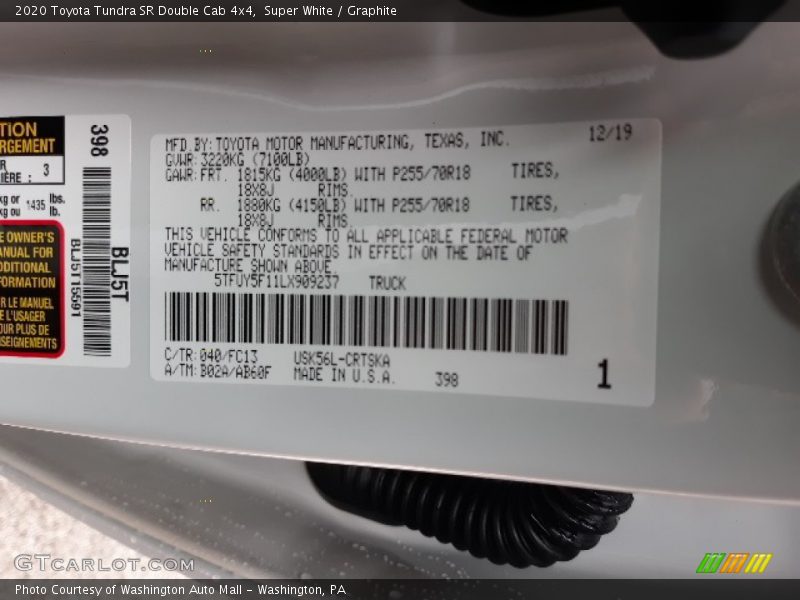 2020 Toyota Tundra SR Double Cab 4x4,  Super White / Graphite
TION
RGEMENT
R
IÈRE : 3
kg or 1435 lbs.
kg ou lb.
E OWNER'S
ANUAL FOR
DDITIONAL
FORMATION
R LE MANUEL
E L'USAGER
OUR PLUS DE
SEIGNEMENTS
398
BLJ5T15591
BLJ5T
MFD.BY:TOYOTA MOTOR MANUFACTURING, TEXAS, INC. 12/19
GVWR:3220KG (7100LB)
GAWR:FRT. 1815KG (4000LB) WITH P255/70R18 TIRES,
18X8J RIMS.
RR. 1880KG (4150LB) WITH P255/70R18 TIRES,
18X8J RIMS.
THIS VEHICLE CONFORMS TO ALL APPLICABLE FEDERAL MOTOR
VEHICLE SAFETY STANDARDS IN EFFECT ON THE DATE OF
MANUFACTURE SHOWN ABOVE.
5TFUY5F11LX909237 TRUCK
C/TR:040/FC13 USK56L-CRTSKA
A/TM:B02A/AB60F MADE IN U.S.A. 398
1
GTcarlot.com
Photo Courtesy of Washington Auto Mall - Washington, PA